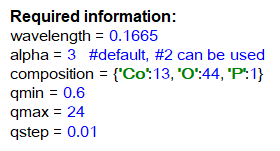 Required information:
wavelength = 0.1665
alpha = 3   #default, #2 can be used
composition = {'Co':13, 'O':44, 'P':1}
qmin = 0.6
qmax = 24
qstep = 0.01